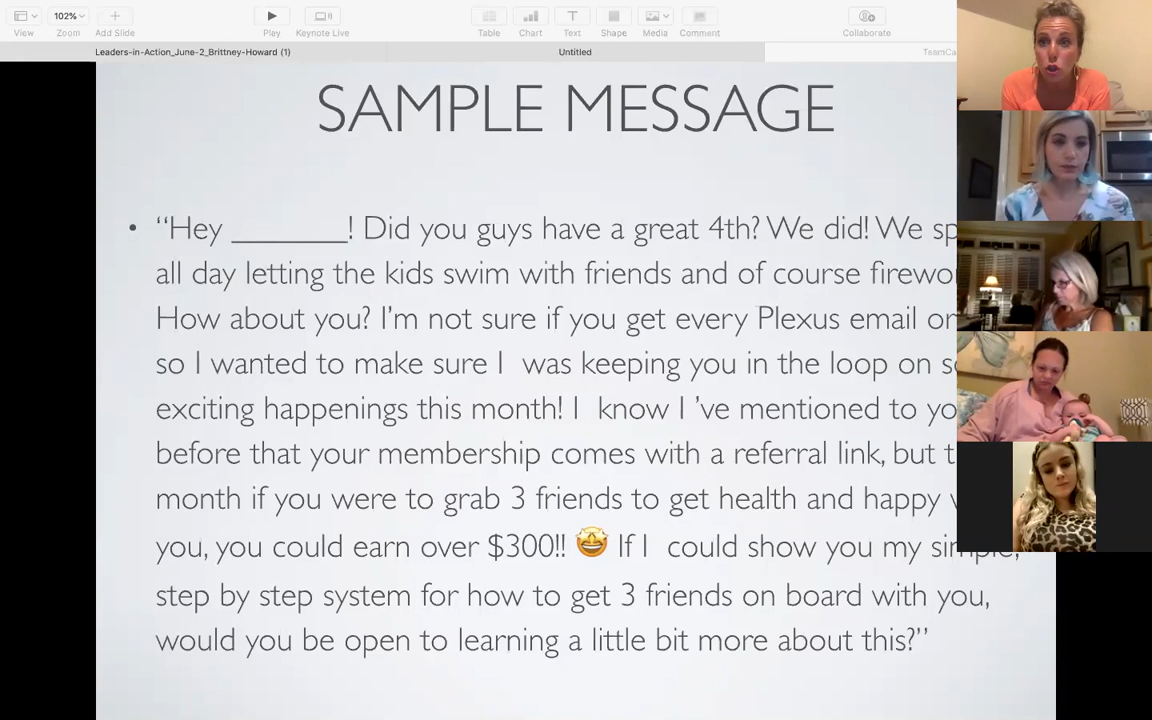 102%
View
Zoom
Add Slide
Play
Keynote Live
Table
Chart
Text
Shape
Media
Comment
Collaborate
Leaders-in-Action_June-2_Brittney-Howard (1)
Untitled
SAMPLE MESSAGE
• “Hey _______! Did you guys have a great 4th? We did! We
all day letting the kids swim with friends and of course
How about you? I’m not sure if you get every Plexus email or
so I wanted to make sure I was keeping you in the loop on
exciting happenings this month! I know I ’ve mentioned to
before that your membership comes with a referral link, but
month if you were to grab 3 friends to get health and happy
you, you could earn over $300!! 🤩 If I could show you my simple,
step by step system for how to get 3 friends on board with you,
would you be open to learning a little bit more about this?”